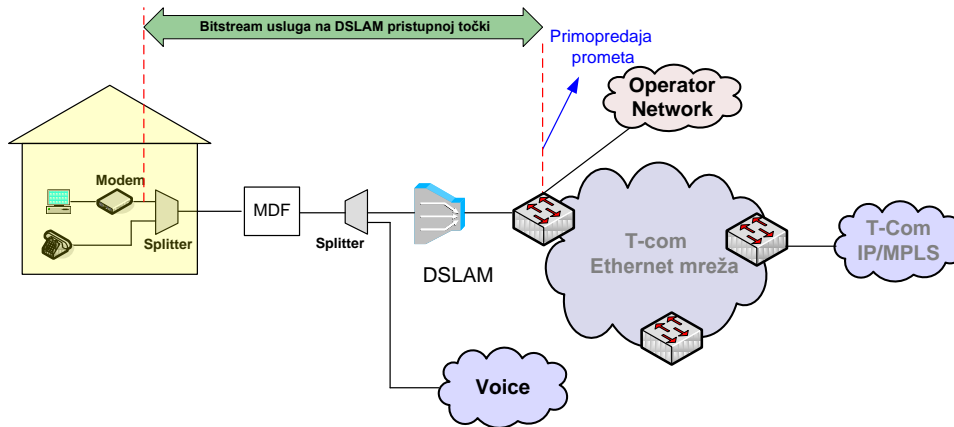 Bitstream usluga na DSLAM pristupnoj točki
Primopredaja
prometa
Operator
Network
Modem
Splitter
MDF
Splitter
DSLAM
T-com
Ethernet mreža
T-Com
IP/MPLS
Voice